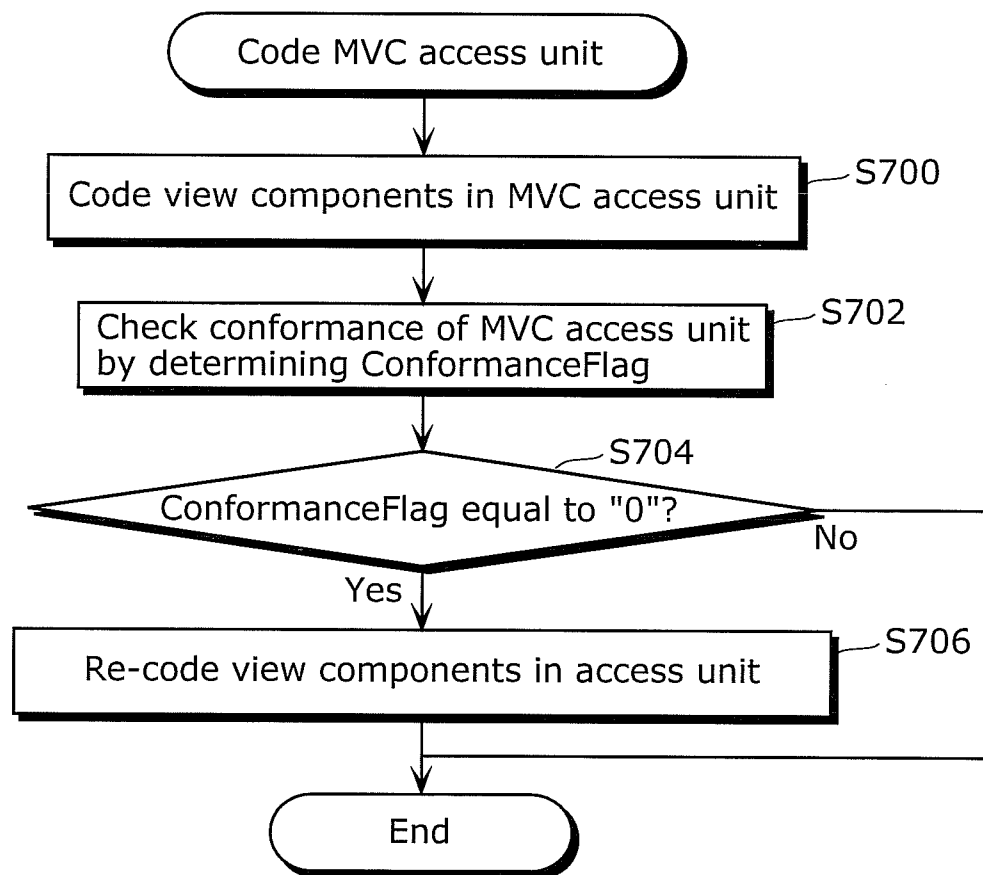 Code MVC access unit
Code view components in MVC access unit
S700
Check conformance of MVC access unit
by determining ConformanceFlag
S702
S704
ConformanceFlag equal to "0"?
No
Yes
Re-code view components in access unit
S706
End